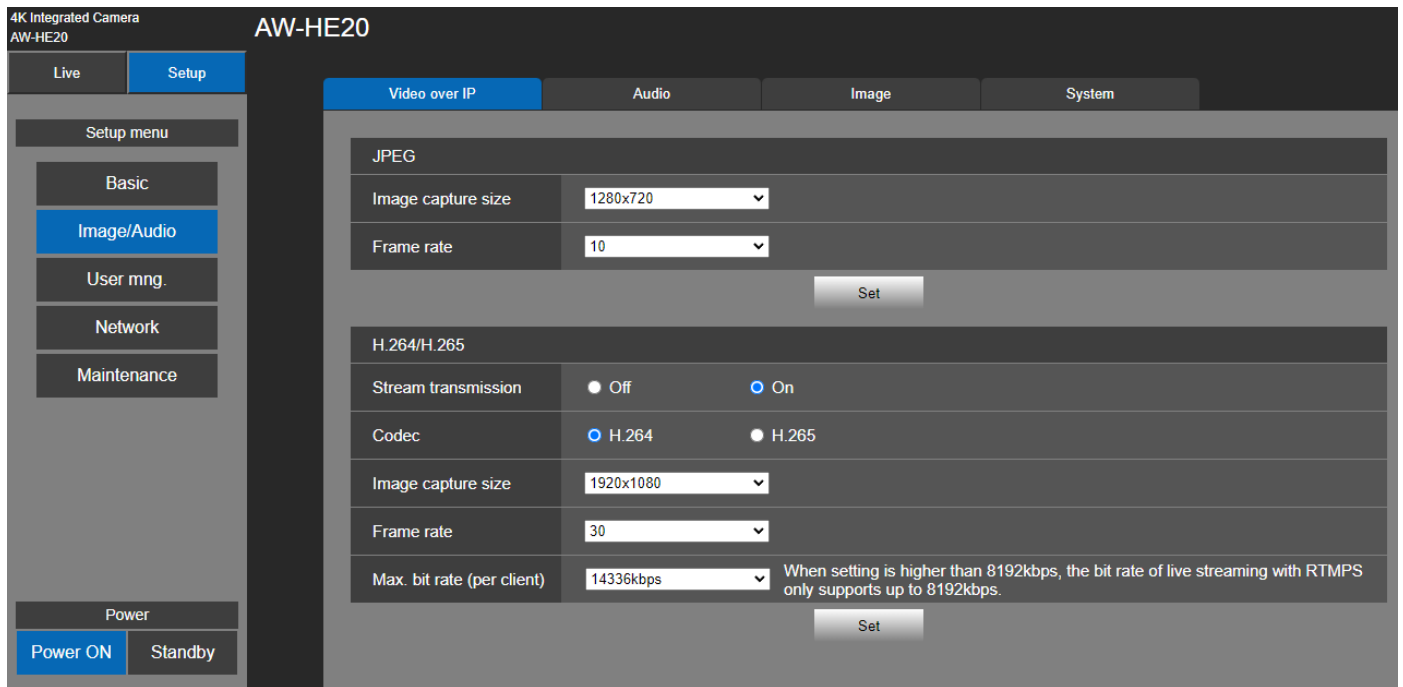 4K Integrated Camera
AW-HE20
AW-HE20
Live
Setup
Setup menu
Basic
Image/Audio
User mng.
Network
Maintenance
Power
Power ON
Standby
Video over IP
Audio
Image
System
JPEG
Image capture size
1280x720
Frame rate
10
Set
H.264/H.265
Stream transmission
Off
On
Codec
H.264
H.265
Image capture size
1920x1080
Frame rate
30
Max. bit rate (per client)
14336kbps
When setting is higher than 8192kbps, the bit rate of live streaming with RTMPS
only supports up to 8192kbps.
Set